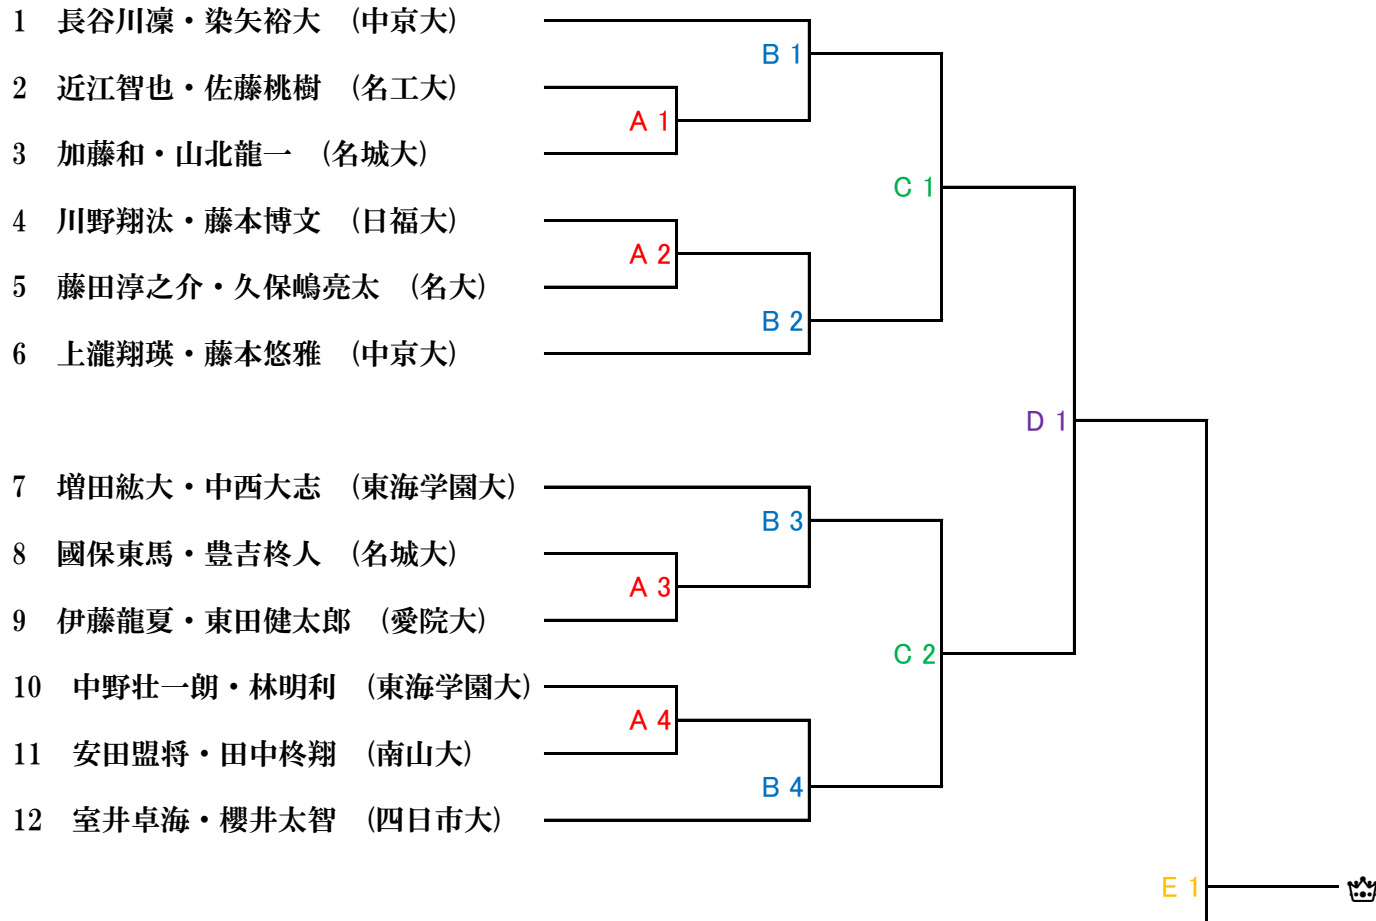 1 長谷川凜・染矢裕大 (中京大)
B 1
2 近江智也・佐藤桃樹 (名工大)
A 1
3 加藤和・山北龍一 (名城大)
C 1
4 川野翔汰・藤本博文 (日福大)
A 2
5 藤田淳之介・久保嶋亮太 (名大)
B 2
6 上瀧翔瑛・藤本悠雅 (中京大)
D 1
7 増田紘大・中西大志 (東海学園大)
B 3
8 國保東馬・豊吉柊人 (名城大)
A 3
9 伊藤龍夏・東田健太郎 (愛院大)
C 2
10 中野壮一朗・林明利 (東海学園大)
A 4
11 安田盟将・田中柊翔 (南山大)
B 4
12 室井卓海・櫻井太智 (四日市大)
E 1